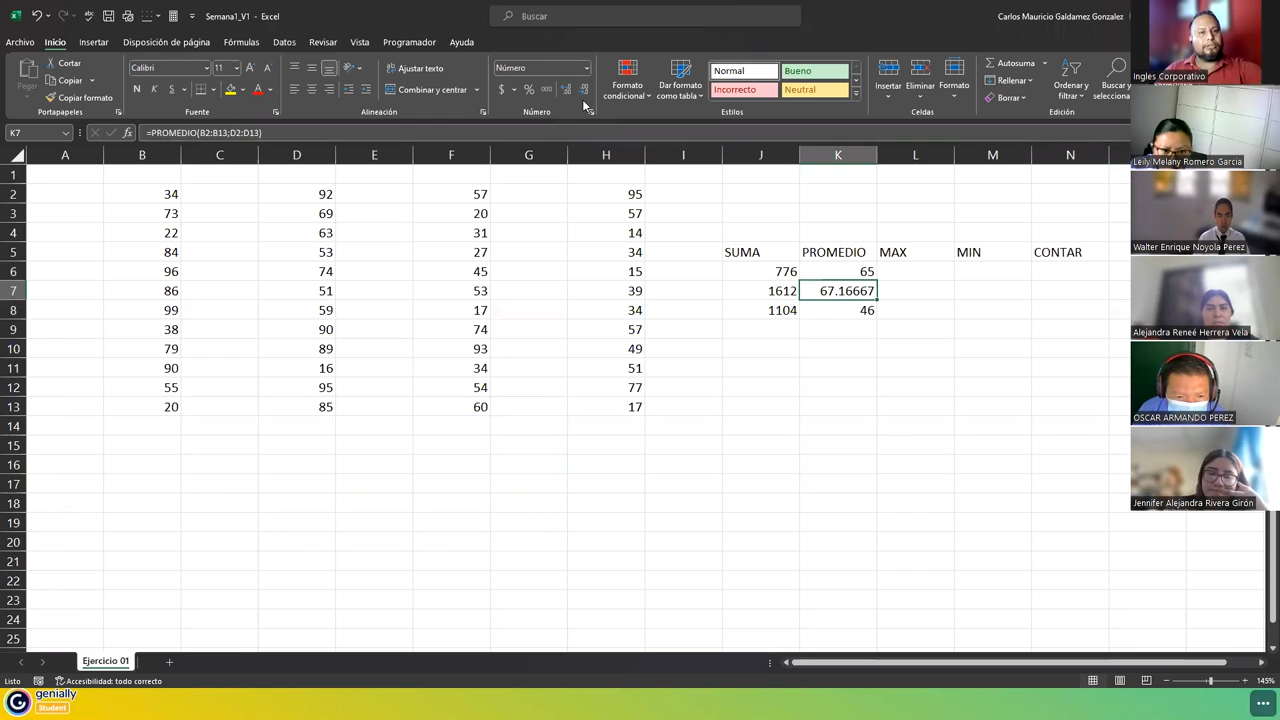 Semana1_V1 - Excel
Buscar
Carlos Mauricio Galdamez Gonzalez
Archivo Inicio Insertar Disposición de página Fórmulas Datos Revisar Vista Programador Ayuda
Pegar
Cortar
Copiar
Copiar formato
Portapapeles
Calibri 11
N K S
Fuente
Ajustar texto
Combinar y centrar
Alineación
Número
$ % 000
Número
Formato condicional
Dar formato como tabla
Normal Bueno
Incorrecto Neutral
Estilos
Insertar Eliminar Formato
Celdas
Autosuma
Rellenar
Borrar
Ordenar y filtrar
Buscar y
Edición
K7 fx =PROMEDIO(B2:B13;D2:D13)
A B C D E F G H I J K L M N
1
2 34 92 57 95
3 73 69 20 57
4 22 63 31 14
5 84 53 27 34 SUMA PROMEDIO MAX MIN CONTAR
6 96 74 45 15 776 65
7 86 51 53 39 1612 67.16667
8 99 59 17 34 1104 46
9 38 90 74 57
10 79 89 93 49
11 90 16 34 51
12 55 95 54 77
13 20 85 60 17
14
15
16
17
18
19
20
21
22
23
24
25
Ejercicio 01
Listo Accesibilidad: todo correcto
145%
genially
Student
Ingles Corporativo
Leily Melany Romero Garcia
Walter Enrique Noyola Perez
Alejandra Reneé Herrera Vela
OSCAR ARMANDO PEREZ
Jennifer Alejandra Rivera Girón